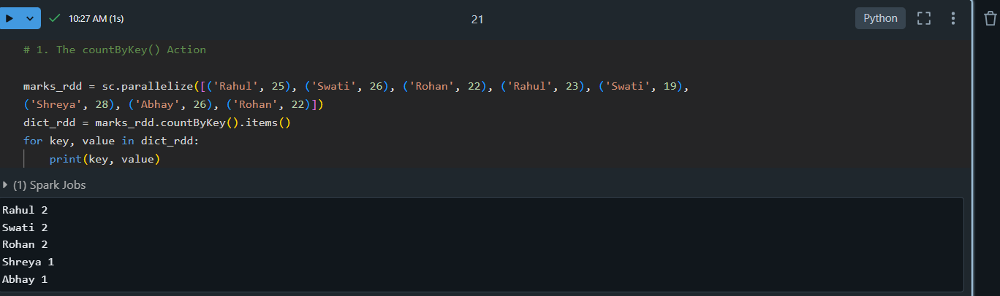 10:27 AM (1s)
21
Python
# 1. The countByKey() Action
marks_rdd = sc.parallelize([('Rahul', 25), ('Swati', 26), ('Rohan', 22), ('Rahul', 23), ('Swati', 19),
('Shreya', 28), ('Abhay', 26), ('Rohan', 22)])
dict_rdd = marks_rdd.countByKey().items()
for key, value in dict_rdd:
    print(key, value)
(1) Spark Jobs
Rahul 2
Swati 2
Rohan 2
Shreya 1
Abhay 1